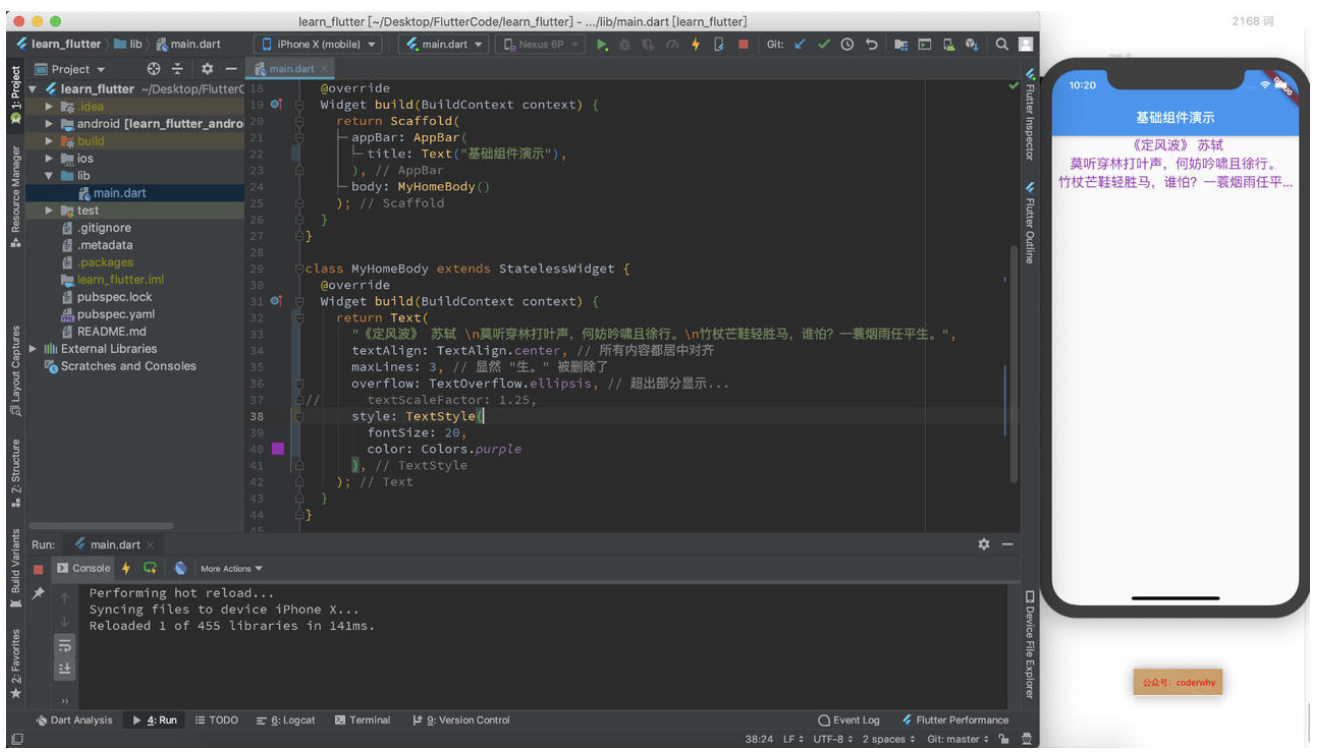 learn_flutter [~/Desktop/FlutterCode/learn_flutter] - .../lib/main.dart [learn_flutter]
2168 词
learn_flutter lib main.dart iPhone X (mobile) main.dart Nexus 6P Git:
Project main.dart
learn_flutter ~/Desktop/FlutterC
.idea
android [learn_flutter_andro
build
ios
lib
main.dart
test
.gitignore
.metadata
.packages
learn_flutter.iml
pubspec.lock
pubspec.yaml
README.md
External Libraries
Scratches and Consoles
1: Project
Resource Manager
Layout Captures
Z: Structure
Build Variants
2: Favorites
18 @override
19 Widget build(BuildContext context) {
20 return Scaffold(
21 appBar: AppBar(
22 title: Text("基础组件演示"),
23 ), // AppBar
24 body: MyHomeBody()
25 ); // Scaffold
26 }
27 }
28
29 class MyHomeBody extends StatelessWidget {
30 @override
31 Widget build(BuildContext context) {
32 return Text(
33 "《定风波》 苏轼 \n莫听穿林打叶声，何妨吟啸且徐行。\n竹杖芒鞋轻胜马，谁怕？一蓑烟雨任平生。",
34 textAlign: TextAlign.center, // 所有内容都居中对齐
35 maxLines: 3, // 显然 "生。" 被删除了
36 overflow: TextOverflow.ellipsis, // 超出部分显示...
37 // textScaleFactor: 1.25,
38 style: TextStyle(
39 fontSize: 20,
40 color: Colors.purple
41 ), // TextStyle
42 ); // Text
43 }
44 }
45
Flutter Inspector
Flutter Outline
Device File Explorer
Run: main.dart
Console More Actions
Performing hot reload...
Syncing files to device iPhone X...
Reloaded 1 of 455 libraries in 141ms.
Dart Analysis 4: Run TODO 6: Logcat Terminal 9: Version Control Event Log Flutter Performance
38:24 LF UTF-8 2 spaces Git: master
10:20
基础组件演示
《定风波》 苏轼
莫听穿林打叶声，何妨吟啸且徐行。
竹杖芒鞋轻胜马，谁怕？一蓑烟雨任平...
公众号：coderwhy